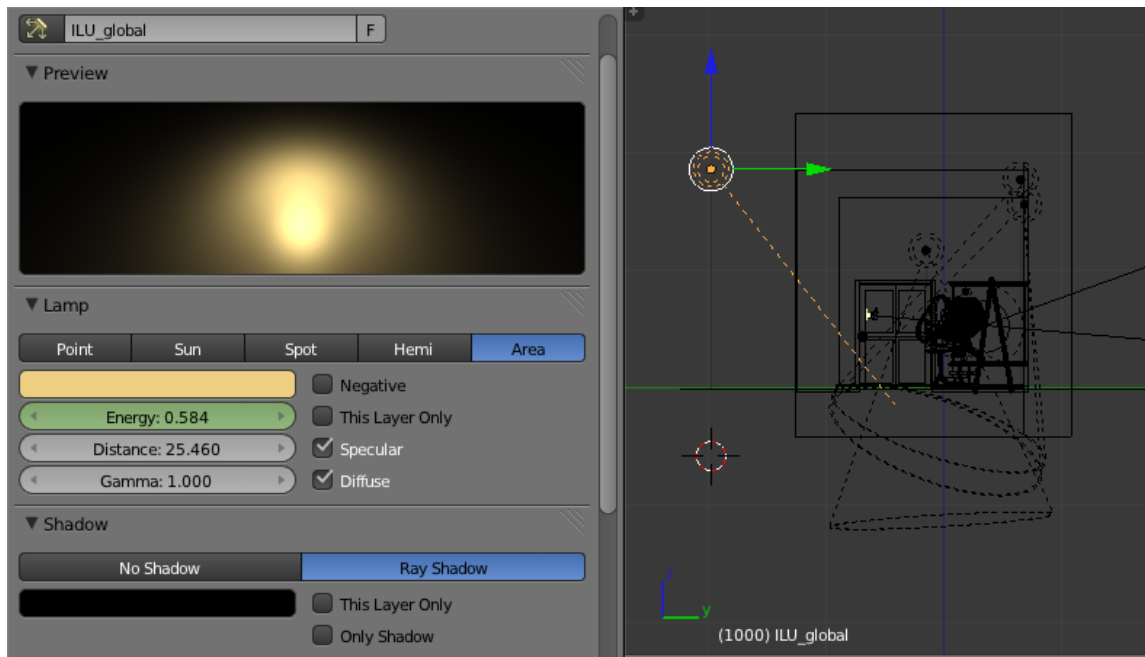 ILU_global F
Preview
Lamp
Point Sun Spot Hemi Area
Negative
Energy: 0.584 This Layer Only
Distance: 25.460 Specular
Gamma: 1.000 Diffuse
Shadow
No Shadow Ray Shadow
This Layer Only
Only Shadow
z
y
(1000) ILU_global